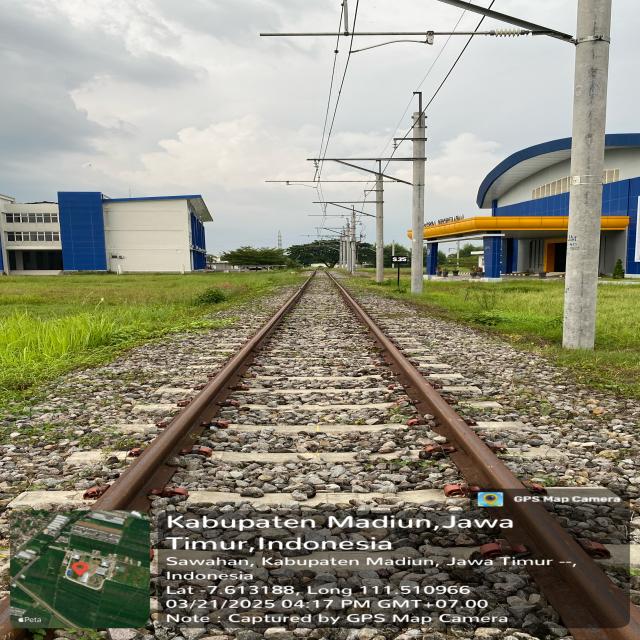 S.35
GPS Map Camera
Kabupaten Madiun,Jawa
Timur,Indonesia
Sawahan, Kabupaten Madiun, Jawa Timur --,
Indonesia
Lat -7.613188, Long 111.510966
03/21/2025 04:17 PM GMT+07.00
Note : Captured by GPS Map Camera
Peta